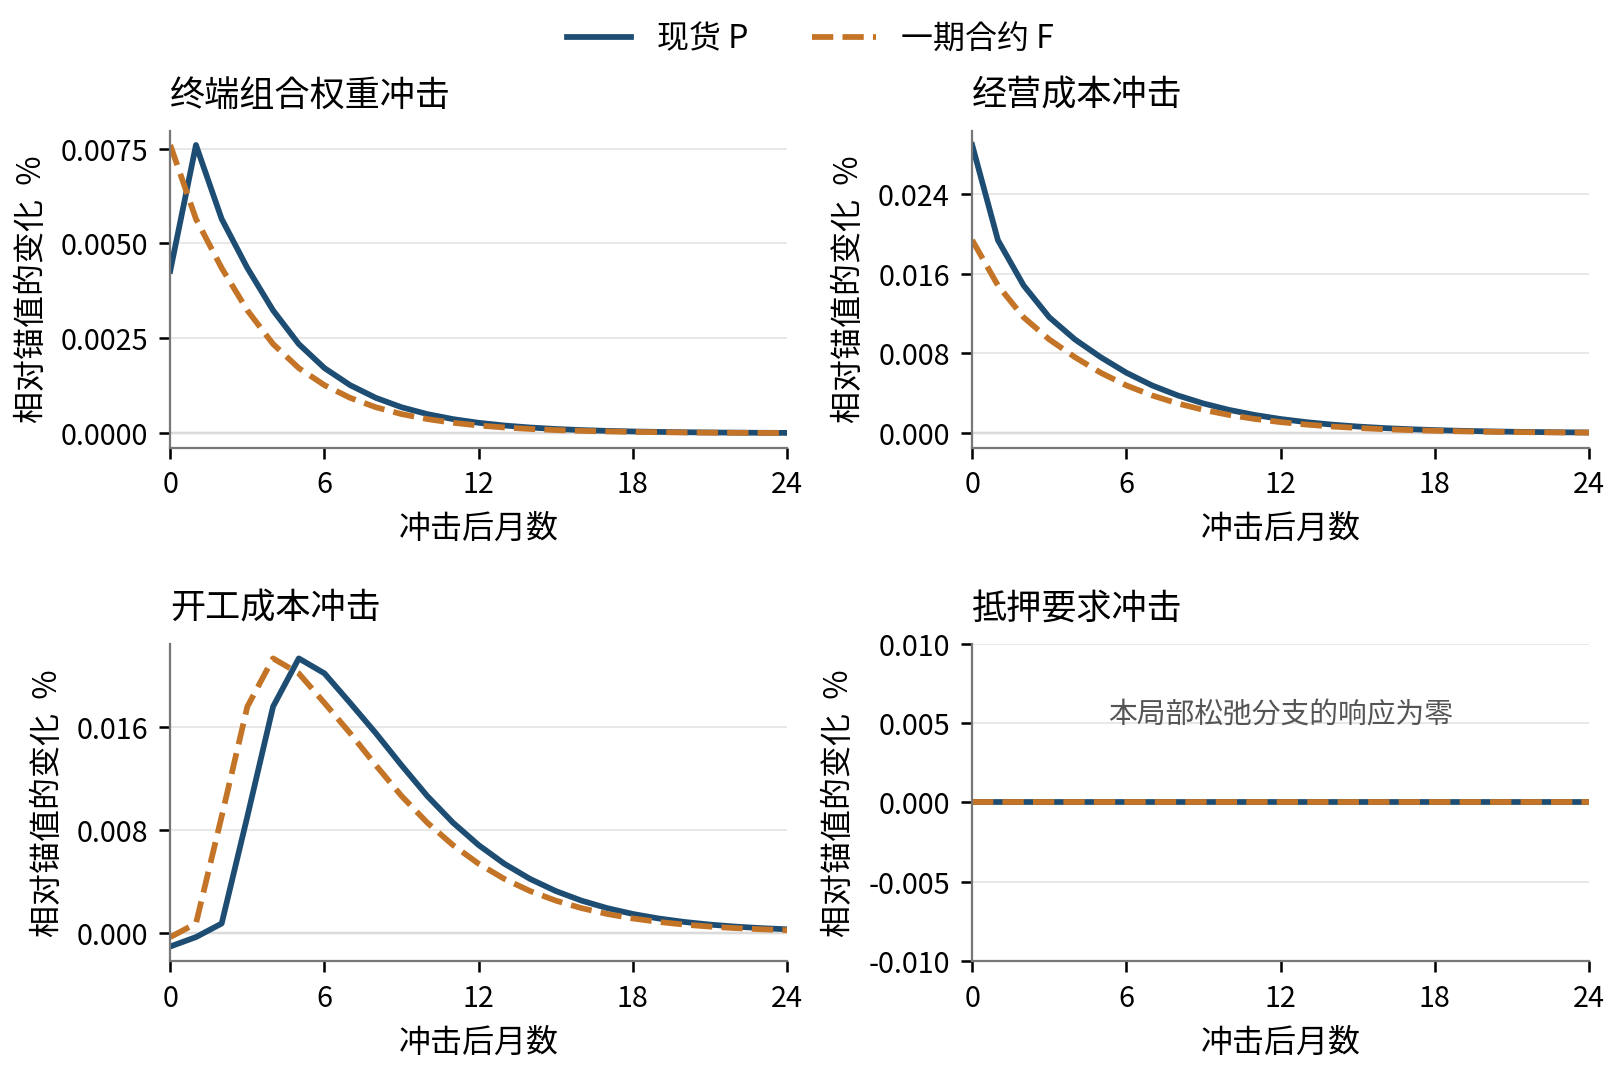 现货 P 一期合约 F
终端组合权重冲击
相对锚值的变化 %
0.0075
0.0050
0.0025
0.0000
0 6 12 18 24
冲击后月数
经营成本冲击
相对锚值的变化 %
0.024
0.016
0.008
0.000
0 6 12 18 24
冲击后月数
开工成本冲击
相对锚值的变化 %
0.016
0.008
0.000
0 6 12 18 24
冲击后月数
抵押要求冲击
相对锚值的变化 %
0.010
0.005
0.000
-0.005
-0.010
本局部松弛分支的响应为零
0 6 12 18 24
冲击后月数